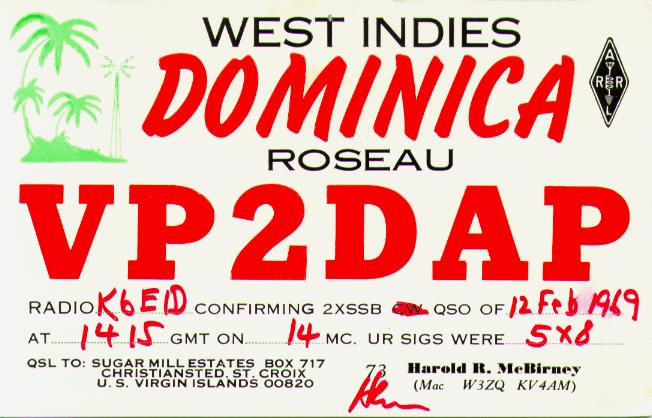 WEST INDIES
DOMINICA
A
R R
L
ROSEAU
VP2DAP
RADIO K6EID CONFIRMING 2XSSB CW QSO OF 12 Feb 1969
AT 1415 GMT ON 14 MC. UR SIGS WERE 5X8
QSL TO: SUGAR MILL ESTATES BOX 717
CHRISTIANSTED, ST. CROIX
U. S. VIRGIN ISLANDS 00820
73 Harold R. McBirney
(Mac W3ZQ KV4AM)